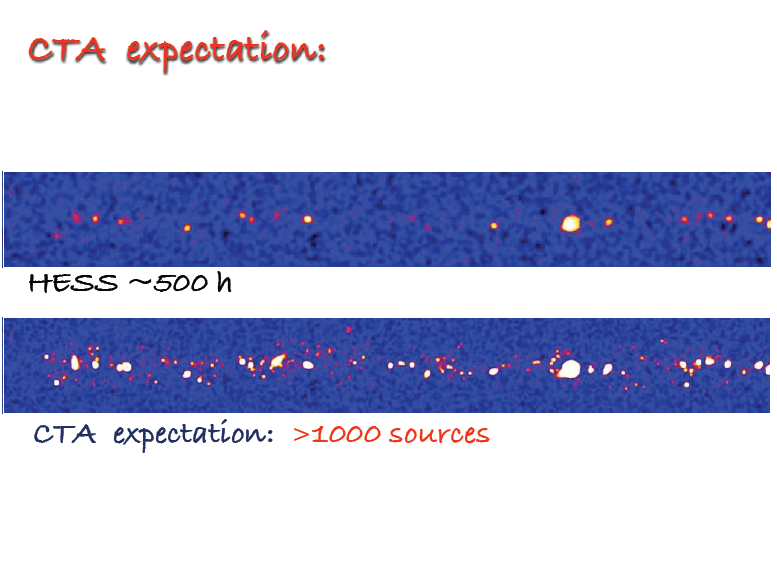 CTA expectation:
HESS ~500 h
CTA expectation: >1000 sources